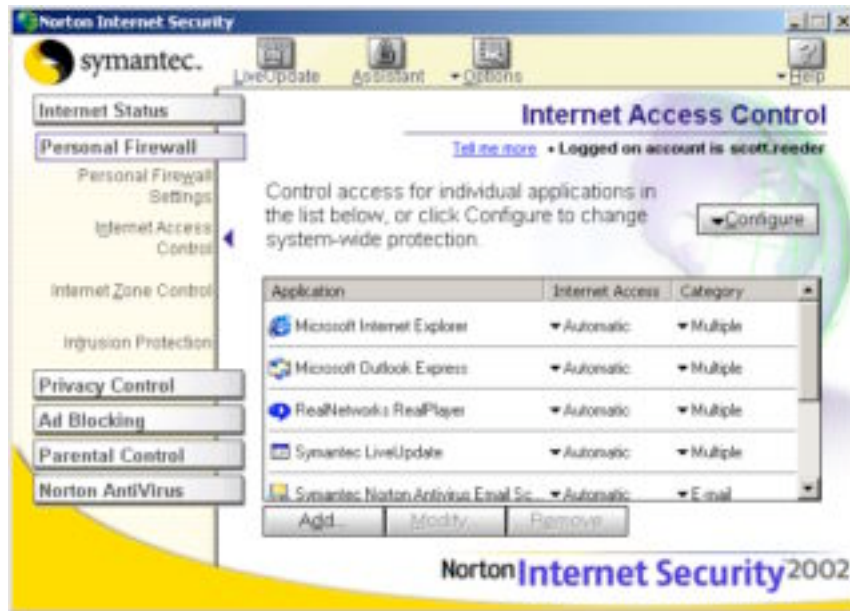 Norton Internet Security
symantec.
LiveUpdate
Assistant
Options
Help
Internet Status
Personal Firewall
Personal Firewall
Settings
Internet Access
Control
Internet Zone Control
Intrusion Protection
Privacy Control
Ad Blocking
Parental Control
Norton AntiVirus
Internet Access Control
Tell me more • Logged on account is scott.reeder
Control access for individual applications in
the list below, or click Configure to change
system-wide protection.
Configure
Application Internet Access Category
Microsoft Internet Explorer Automatic Multiple
Microsoft Outlook Express Automatic Multiple
RealNetworks RealPlayer Automatic Multiple
Symantec LiveUpdate Automatic Multiple
Symantec Norton Antivirus Email Sc... Automatic E-mail
Add... Modify... Remove
Norton Internet Security 2002